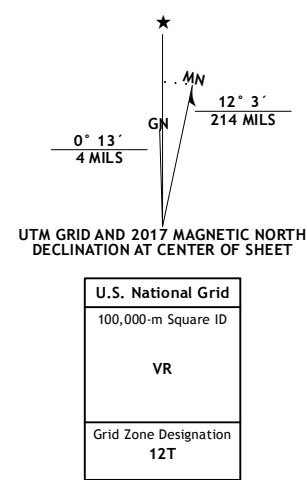 ★
MN
GN
12° 3´
214 MILS
0° 13´
4 MILS
UTM GRID AND 2017 MAGNETIC NORTH
DECLINATION AT CENTER OF SHEET
U.S. National Grid
100,000-m Square ID
VR
Grid Zone Designation
12T